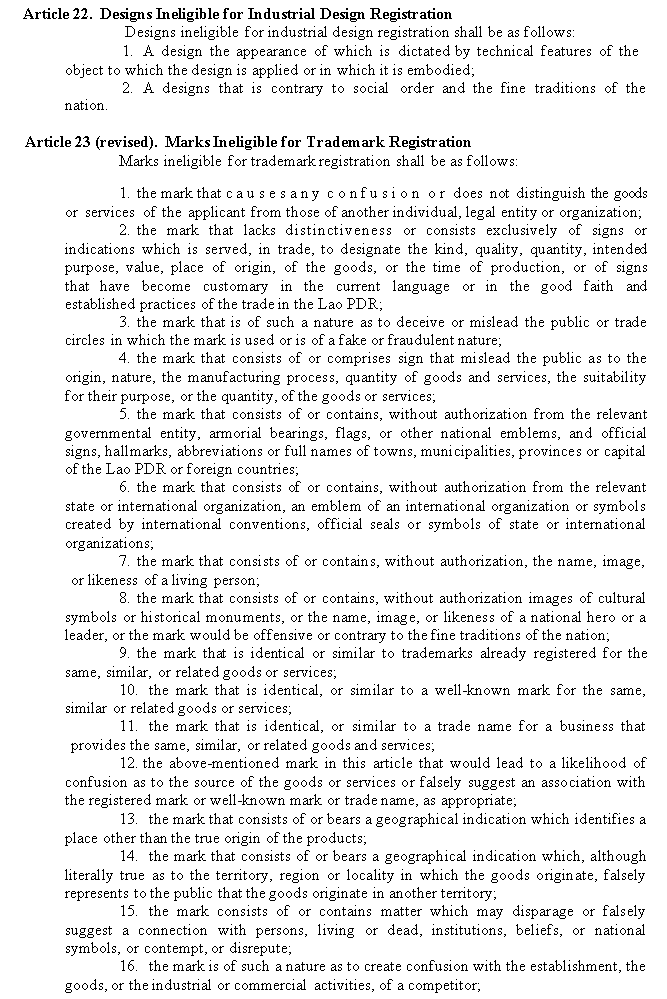 Article 22. Designs Ineligible for Industrial Design Registration
Designs ineligible for industrial design registration shall be as follows:
1. A design the appearance of which is dictated by technical features of the
object to which the design is applied or in which it is embodied;
2. A designs that is contrary to social order and the fine traditions of the
nation.
Article 23 (revised). Marks Ineligible for Trademark Registration
Marks ineligible for trademark registration shall be as follows:
1. the mark that causes any confusion or does not distinguish the goods
or services of the applicant from those of another individual, legal entity or organization;
2. the mark that lacks distinctiveness or consists exclusively of signs or
indications which is served, in trade, to designate the kind, quality, quantity, intended
purpose, value, place of origin, of the goods, or the time of production, or of signs
that have become customary in the current language or in the good faith and
established practices of the trade in the Lao PDR;
3. the mark that is of such a nature as to deceive or mislead the public or trade
circles in which the mark is used or is of a fake or fraudulent nature;
4. the mark that consists of or comprises sign that mislead the public as to the
origin, nature, the manufacturing process, quantity of goods and services, the suitability
for their purpose, or the quantity, of the goods or services;
5. the mark that consists of or contains, without authorization from the relevant
governmental entity, armorial bearings, flags, or other national emblems, and official
signs, hallmarks, abbreviations or full names of towns, municipalities, provinces or capital
of the Lao PDR or foreign countries;
6. the mark that consists of or contains, without authorization from the relevant
state or international organization, an emblem of an international organization or symbols
created by international conventions, official seals or symbols of state or international
organizations;
7. the mark that consists of or contains, without authorization, the name, image,
or likeness of a living person;
8. the mark that consists of or contains, without authorization images of cultural
symbols or historical monuments, or the name, image, or likeness of a national hero or a
leader, or the mark would be offensive or contrary to the fine traditions of the nation;
9. the mark that is identical or similar to trademarks already registered for the
same, similar, or related goods or services;
10. the mark that is identical, or similar to a well-known mark for the same,
similar or related goods or services;
11. the mark that is identical, or similar to a trade name for a business that
provides the same, similar, or related goods and services;
12. the above-mentioned mark in this article that would lead to a likelihood of
confusion as to the source of the goods or services or falsely suggest an association with
the registered mark or well-known mark or trade name, as appropriate;
13. the mark that consists of or bears a geographical indication which identifies a
place other than the true origin of the products;
14. the mark that consists of or bears a geographical indication which, although
literally true as to the territory, region or locality in which the goods originate, falsely
represents to the public that the goods originate in another territory;
15. the mark consists of or contains matter which may disparage or falsely
suggest a connection with persons, living or dead, institutions, beliefs, or national
symbols, or contempt, or disrepute;
16. the mark is of such a nature as to create confusion with the establishment, the
goods, or the industrial or commercial activities, of a competitor;